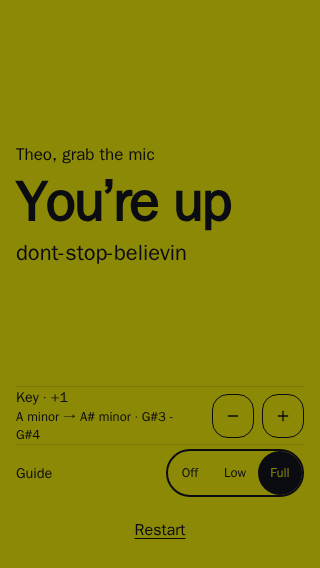 Theo, grab the mic
You’re up
dont-stop-believin
Key · +1
A minor → A# minor · G#3 -
G#4
− +
Guide
Off Low Full
Restart